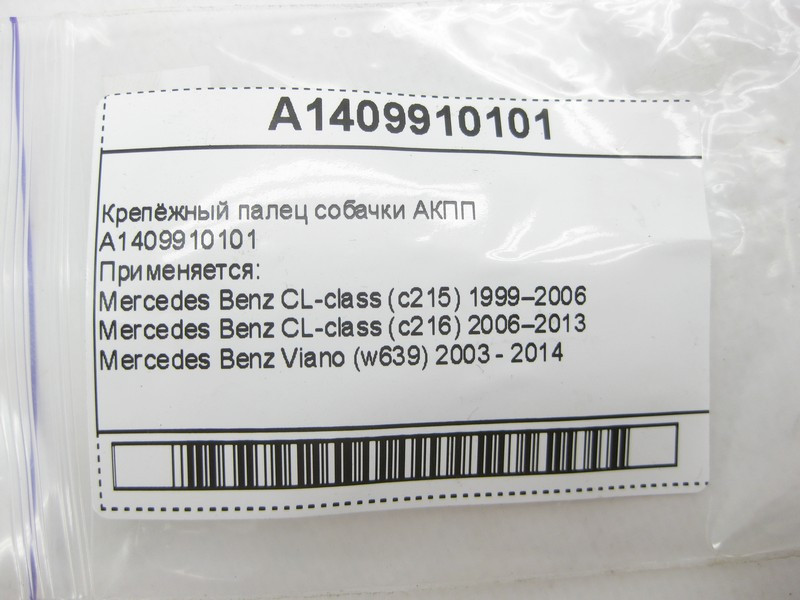 A1409910101
Крепёжный палец собачки АКПП
A1409910101
Применяется:
Mercedes Benz CL-class (c215) 1999–2006
Mercedes Benz CL-class (c216) 2006–2013
Mercedes Benz Viano (w639) 2003 - 2014